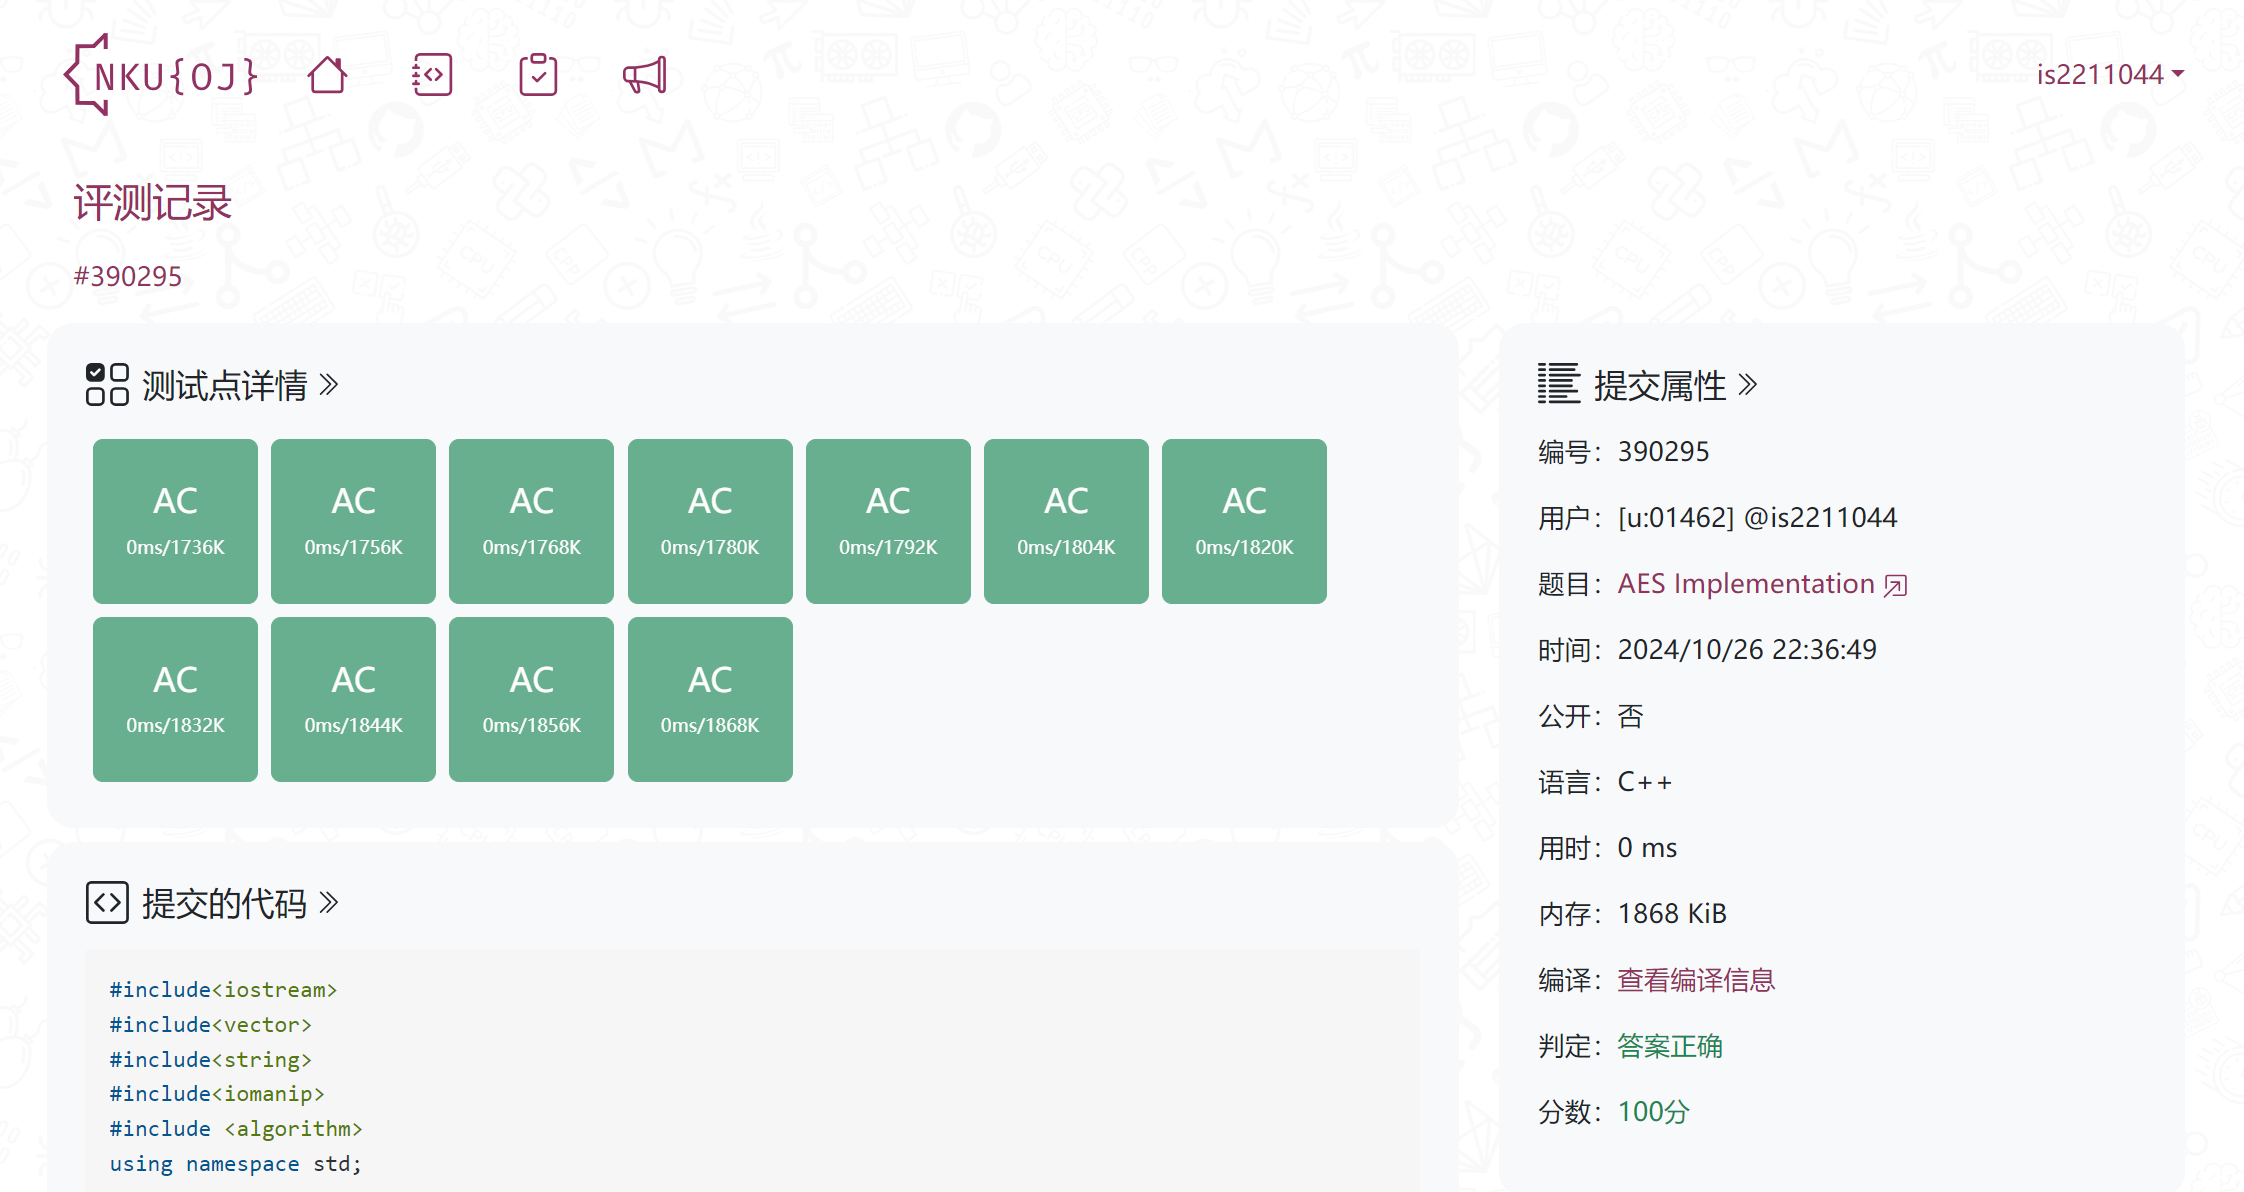 NKU{OJ}
is2211044
评测记录
#390295
测试点详情
AC
0ms/1736K
AC
0ms/1756K
AC
0ms/1768K
AC
0ms/1780K
AC
0ms/1792K
AC
0ms/1804K
AC
0ms/1820K
AC
0ms/1832K
AC
0ms/1844K
AC
0ms/1856K
AC
0ms/1868K
提交的代码
#include<iostream>
#include<vector>
#include<string>
#include<iomanip>
#include <algorithm>
using namespace std;
提交属性
编号：390295
用户：[u:01462] @is2211044
题目：AES Implementation
时间：2024/10/26 22:36:49
公开：否
语言：C++
用时：0 ms
内存：1868 KiB
编译：查看编译信息
判定：答案正确
分数：100分